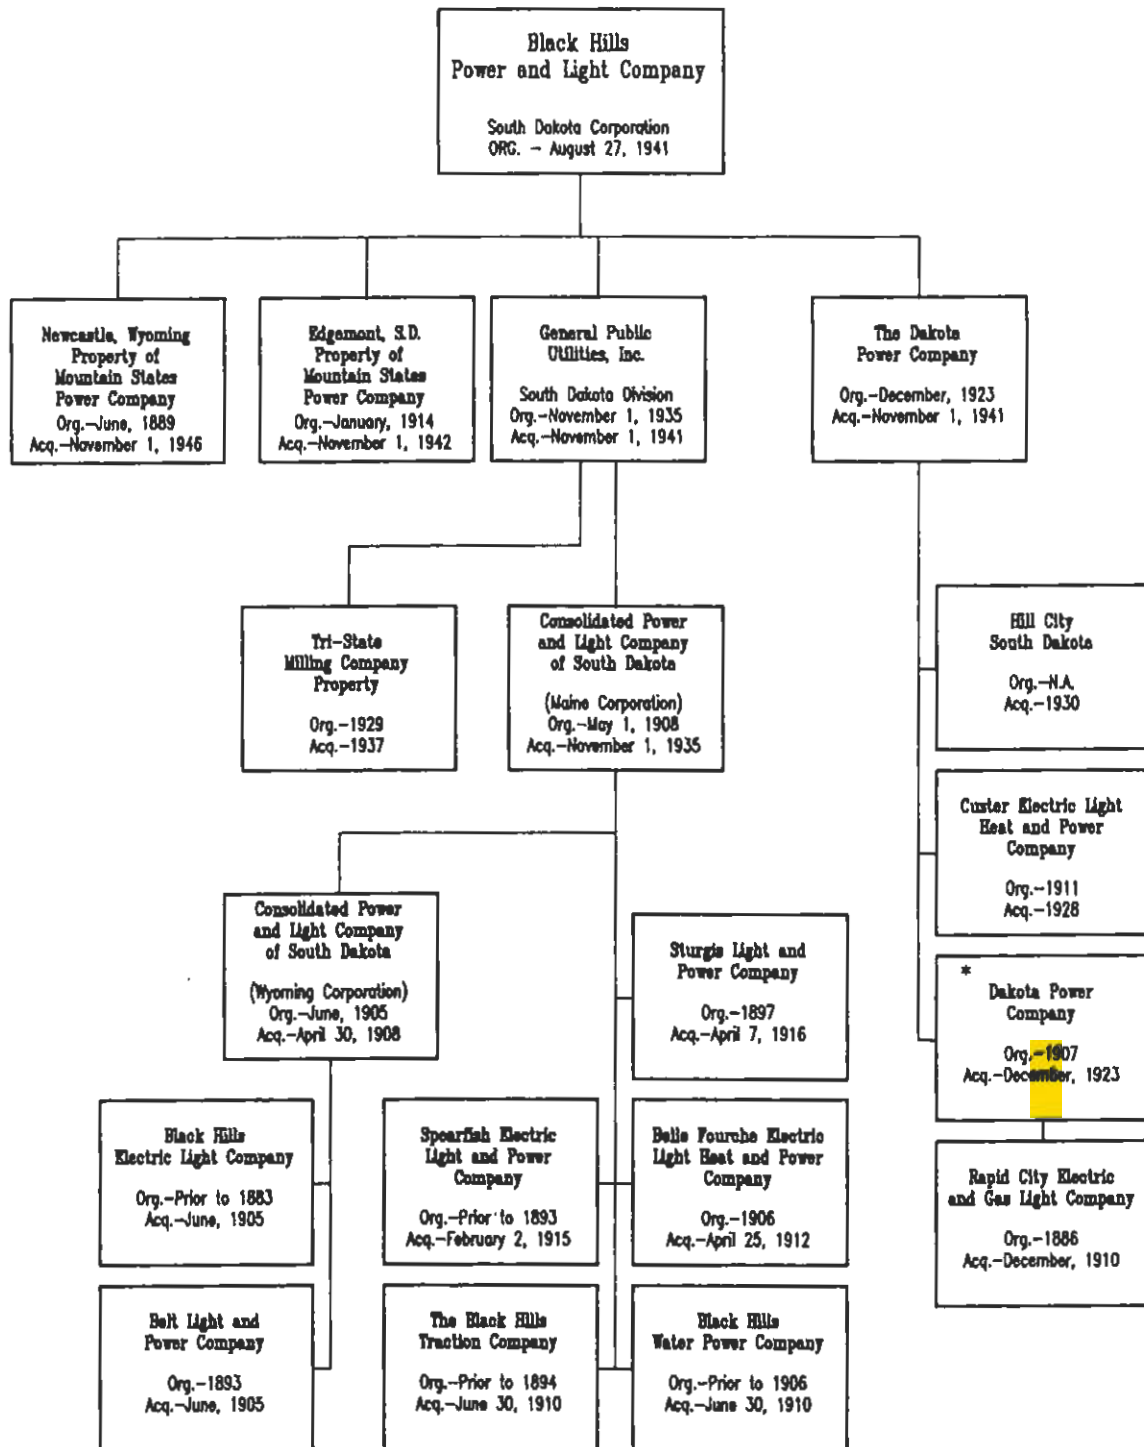 Black Hills
Power and Light Company
South Dakota Corporation
ORG. - August 27, 1941
Newcastle, Wyoming
Property of
Mountain States
Power Company
Org.-June, 1889
Acq.-November 1, 1946
Edgemont, S.D.
Property of
Mountain States
Power Company
Org.-January, 1914
Acq.-November 1, 1942
General Public
Utilities, Inc.
South Dakota Division
Org.-November 1, 1935
Acq.-November 1, 1941
The Dakota
Power Company
Org.-December, 1923
Acq.-November 1, 1941
Tri-State
Milling Company
Property
Org.-1929
Acq.-1937
Consolidated Power
and Light Company
of South Dakota
(Maine Corporation)
Org.-May 1, 1908
Acq.-November 1, 1935
Hill City
South Dakota
Org.-N.A.
Acq.-1930
Custer Electric Light
Heat and Power
Company
Org.-1911
Acq.-1928
Consolidated Power
and Light Company
of South Dakota
(Wyoming Corporation)
Org.-June, 1905
Acq.-April 30, 1908
Sturgis Light and
Power Company
Org.-1897
Acq.-April 7, 1916
*
Dakota Power
Company
Org.-1907
Acq.-December, 1923
Black Hills
Electric Light Company
Org.-Prior to 1883
Acq.-June, 1905
Spearfish Electric
Light and Power
Company
Org.-Prior to 1893
Acq.-February 2, 1915
Belle Fourche Electric
Light Heat and Power
Company
Org.-1906
Acq.-April 25, 1912
Rapid City Electric
and Gas Light Company
Org.-1886
Acq.-December, 1910
Belt Light and
Power Company
Org.-1893
Acq.-June, 1905
The Black Hills
Traction Company
Org.-Prior to 1894
Acq.-June 30, 1910
Black Hills
Water Power Company
Org.-Prior to 1906
Acq.-June 30, 1910